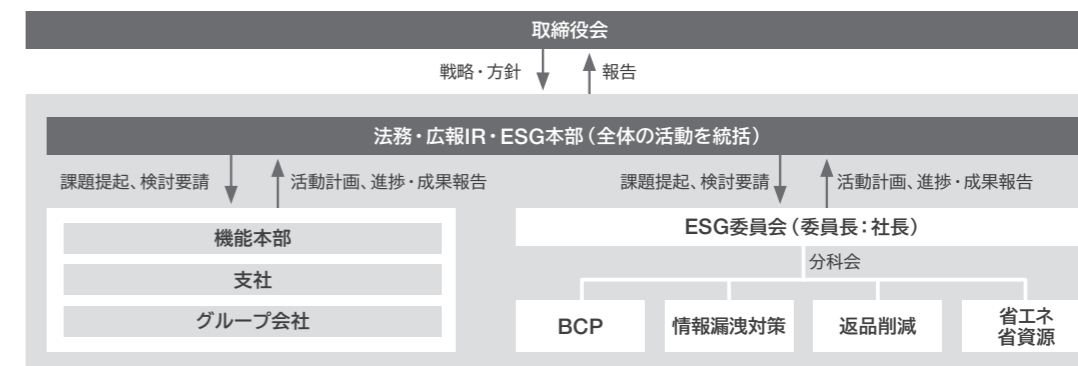 取締役会
戦略・方針
報告
法務・広報IR・ESG本部(全体の活動を統括)
課題提起、検討要請
活動計画、進捗・成果報告
課題提起、検討要請
活動計画、進捗・成果報告
機能本部
支社
グループ会社
ESG委員会(委員長:社長)
分科会
BCP
情報漏洩対策
返品削減
省エネ
省資源